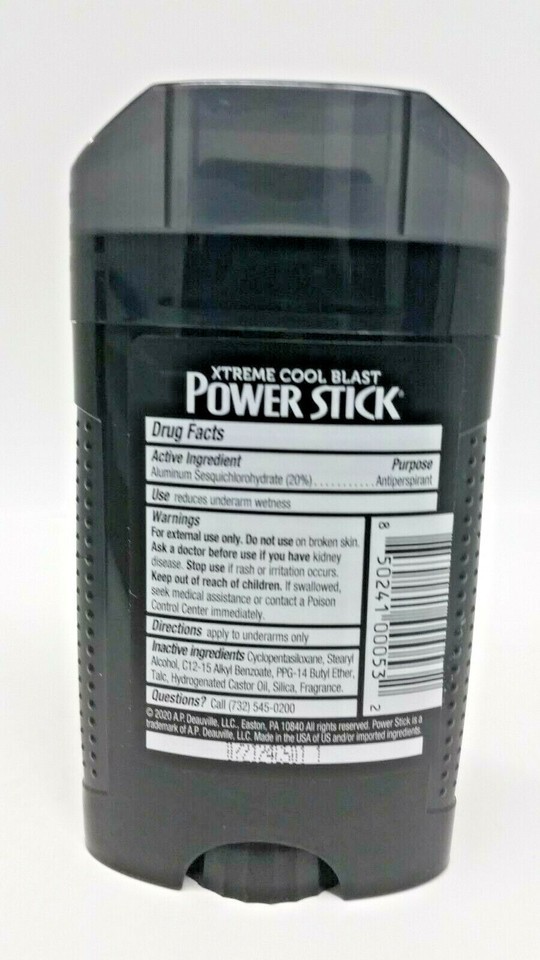 XTREME COOL BLAST
POWER STICK®
Drug Facts
Active Ingredient Purpose
Aluminum Sesquichlorohydrate (20%)............Antiperspirant
Use reduces underarm wetness
Warnings
For external use only. Do not use on broken skin.
Ask a doctor before use if you have kidney
disease. Stop use if rash or irritation occurs.
Keep out of reach of children. If swallowed,
seek medical assistance or contact a Poison
Control Center immediately.
Directions apply to underarms only
Inactive ingredients Cyclopentasiloxane, Stearyl
Alcohol, C12-15 Alkyl Benzoate, PPG-14 Butyl Ether,
Talc, Hydrogenated Castor Oil, Silica, Fragrance.
Questions? Call (732) 545-0200
© 2020 A.P. Deauville, LLC., Easton, PA 10840 All rights reserved. Power Stick is a
trademark of A.P. Deauville, LLC. Made in the USA of US and/or imported ingredients.
8 50241 00053 2